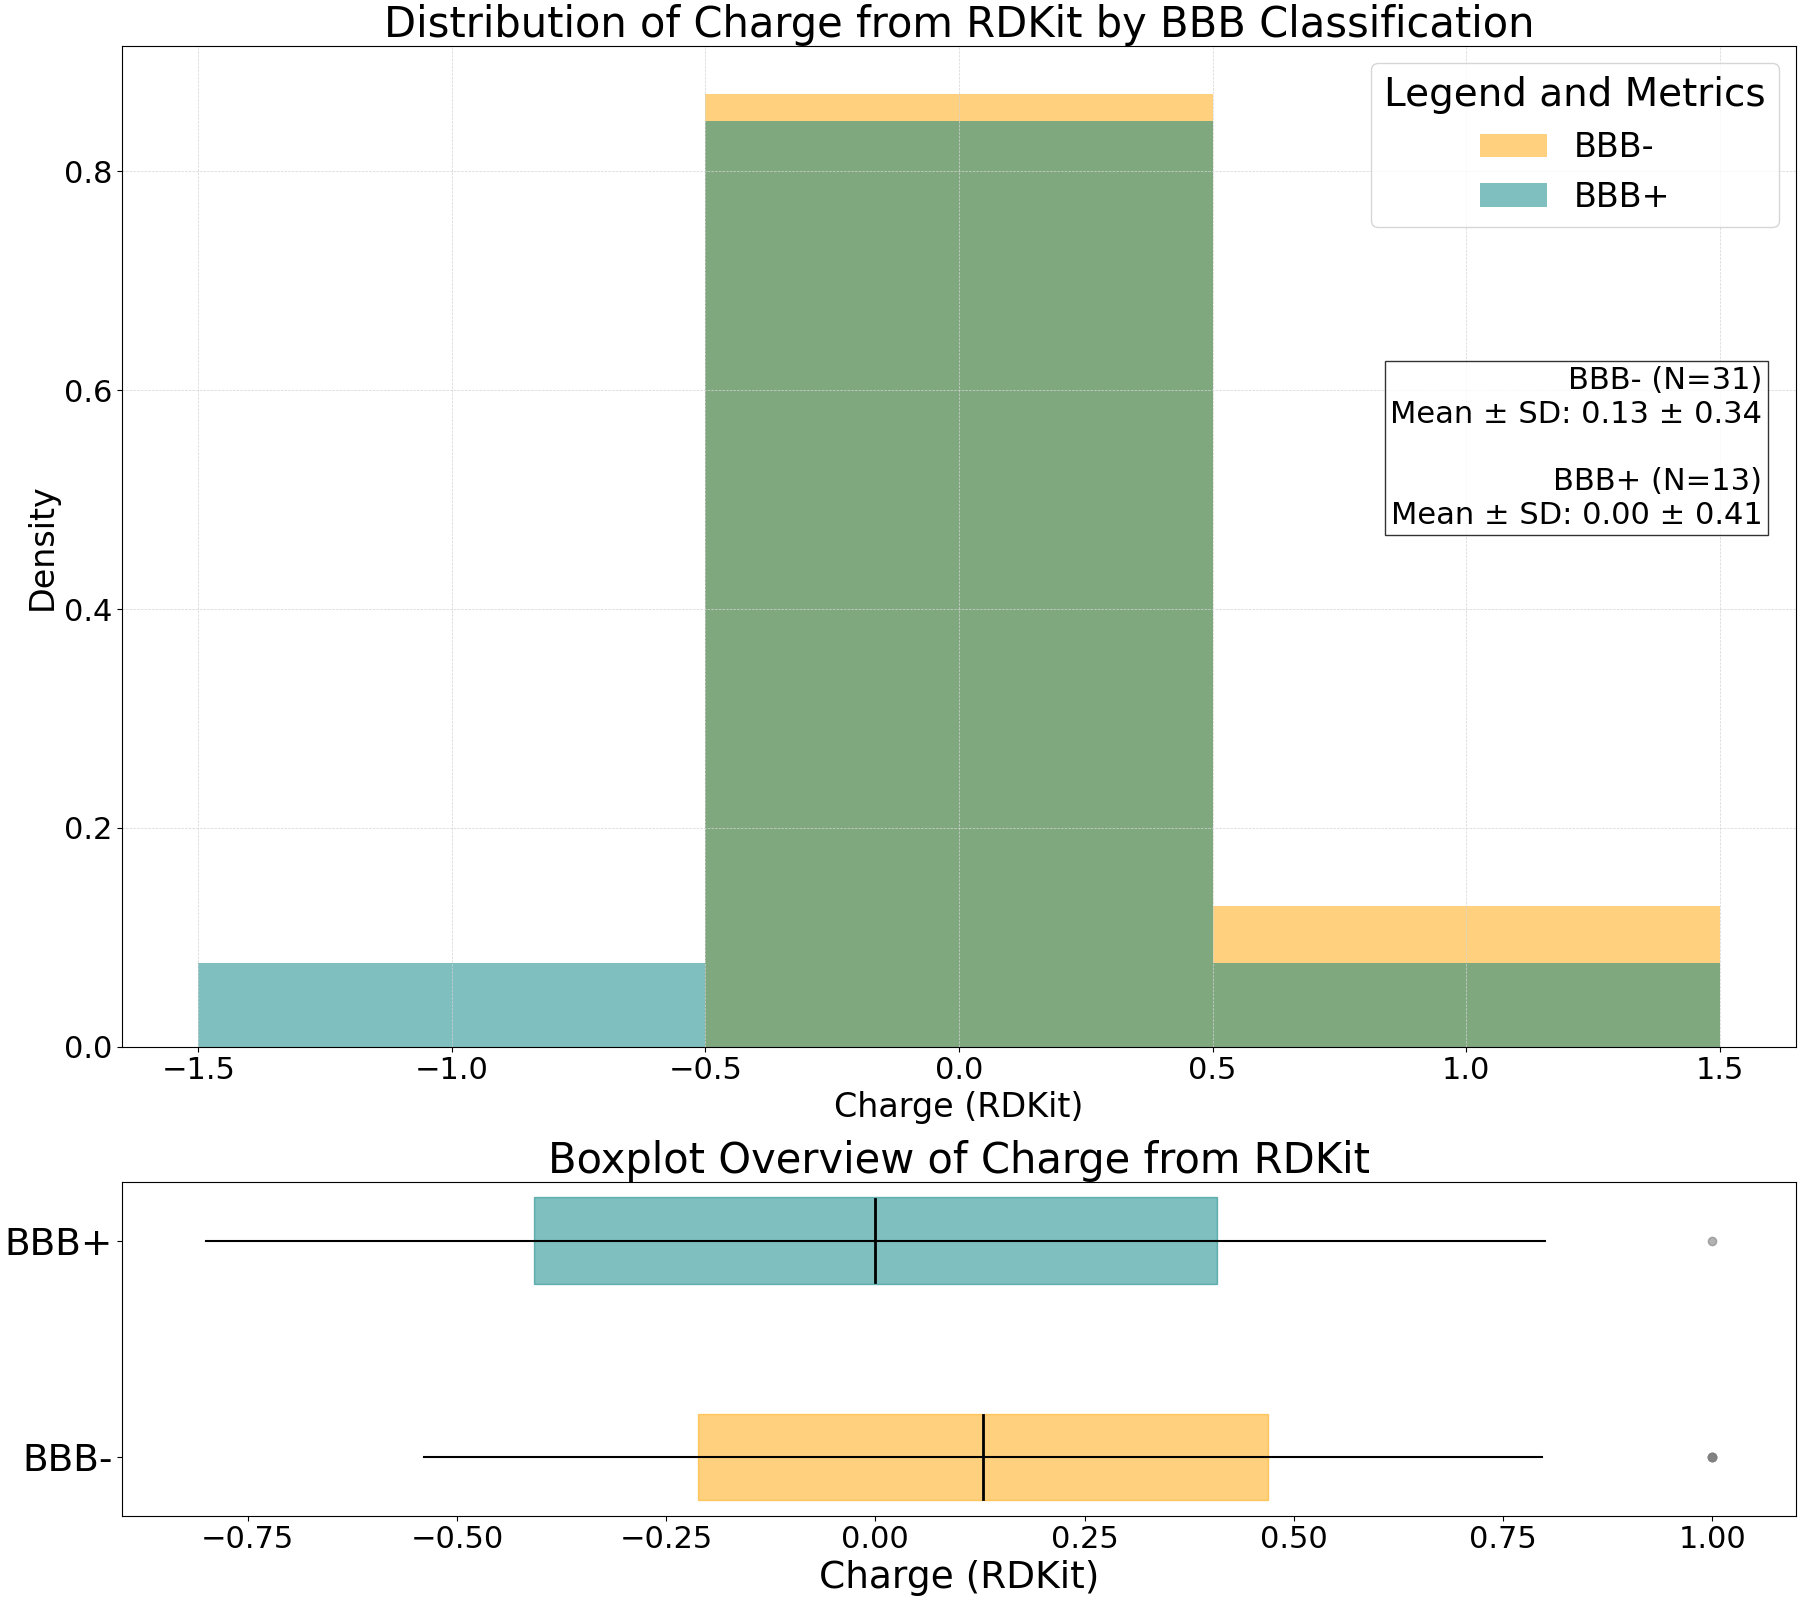 Distribution of Charge from RDKit by BBB Classification
Legend and Metrics
BBB-
BBB+
BBB- (N=31)
Mean ± SD: 0.13 ± 0.34
BBB+ (N=13)
Mean ± SD: 0.00 ± 0.41
Density
0.8
0.6
0.4
0.2
0.0
−1.5 −1.0 −0.5 0.0 0.5 1.0 1.5
Charge (RDKit)
Boxplot Overview of Charge from RDKit
BBB+
BBB-
−0.75 −0.50 −0.25 0.00 0.25 0.50 0.75 1.00
Charge (RDKit)